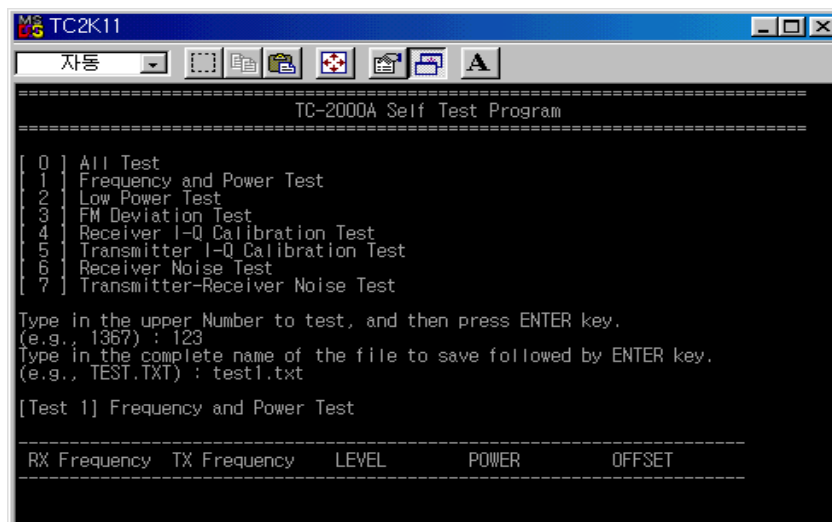 TC2K11
자동
A
================================================================================
TC-2000A Self Test Program
================================================================================
[ 0 ] All Test
[ 1 ] Frequency and Power Test
[ 2 ] Low Power Test
[ 3 ] FM Deviation Test
[ 4 ] Receiver I-Q Calibration Test
[ 5 ] Transmitter I-Q Calibration Test
[ 6 ] Receiver Noise Test
[ 7 ] Transmitter-Receiver Noise Test
Type in the upper Number to test, and then press ENTER key.
(e.g., 1367) : 123
Type in the complete name of the file to save followed by ENTER key.
(e.g., TEST.TXT) : test1.txt
[Test 1] Frequency and Power Test
--------------------------------------------------------------------------
RX Frequency TX Frequency LEVEL POWER OFFSET
--------------------------------------------------------------------------